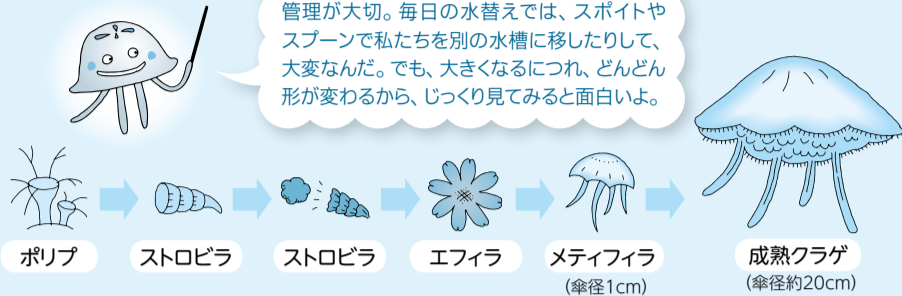 管理が大切。毎日の水替えでは、スポイトや
スプーンで私たちを別の水槽に移したりして、
大変なんだ。でも、大きくなるにつれ、どんどん
形が変わるから、じっくり見てみると面白いよ。
ポリプ
ストロビラ
ストロビラ
エフィラ
メティフィラ
(傘径1cm)
成熟クラゲ
(傘径約20cm)